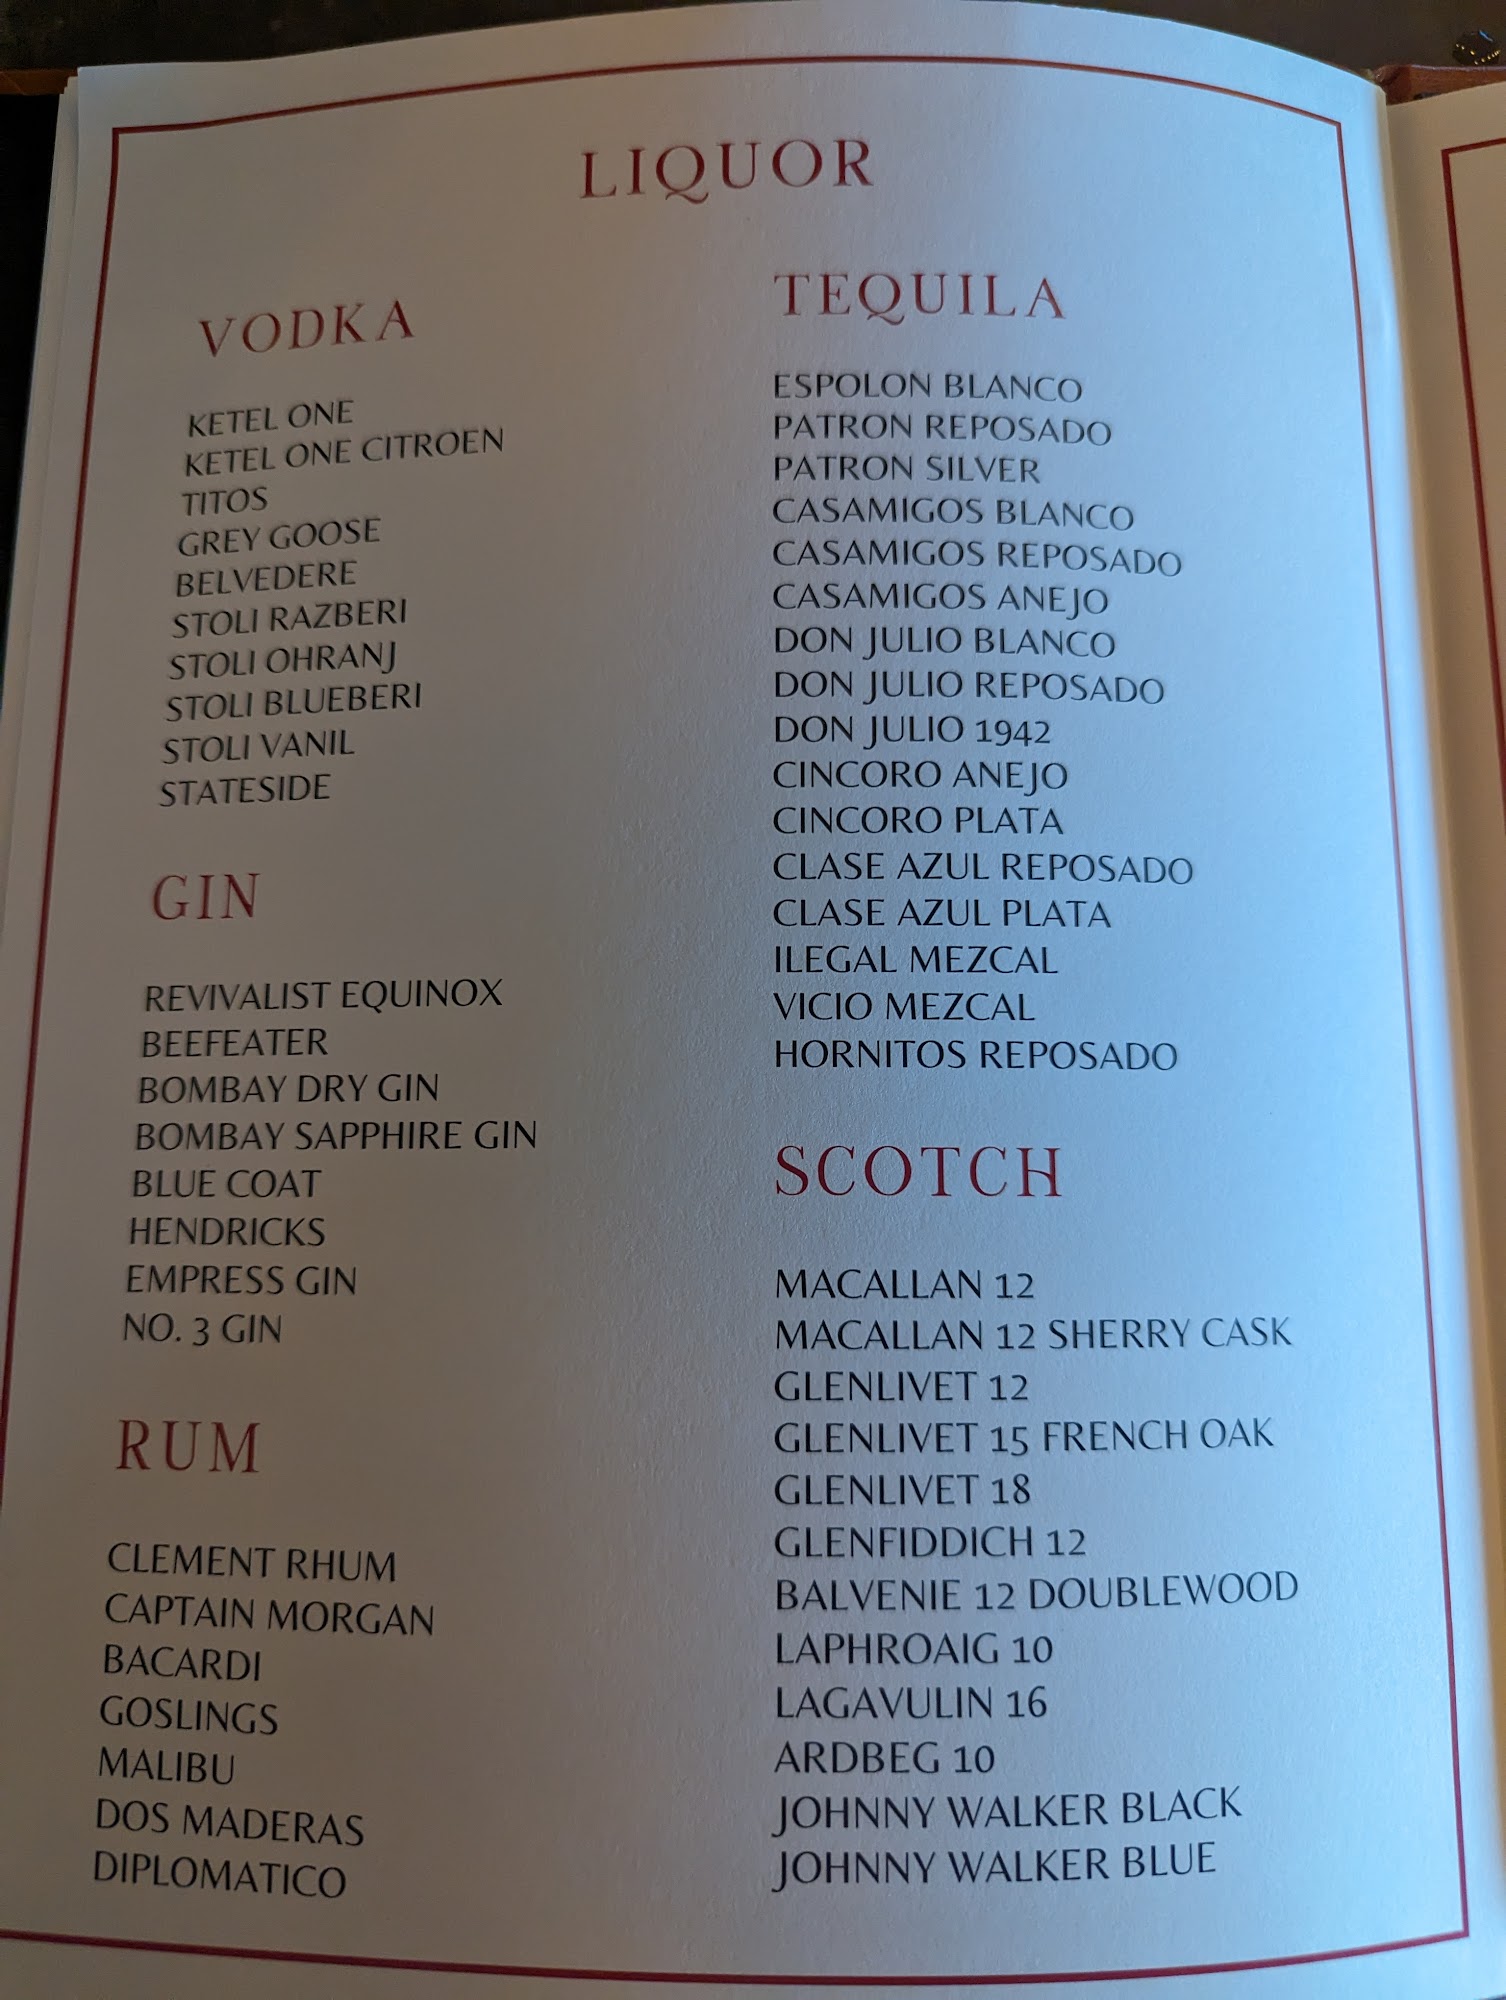 LIQUOR
VODKA
KETEL ONE
KETEL ONE CITROEN
TITOS
GREY GOOSE
BELVEDERE
STOLI RAZBERI
STOLI OHRANJ
STOLI BLUEBERI
STOLI VANIL
STATESIDE
GIN
REVIVALIST EQUINOX
BEEFEATER
BOMBAY DRY GIN
BOMBAY SAPPHIRE GIN
BLUE COAT
HENDRICKS
EMPRESS GIN
NO. 3 GIN
RUM
CLEMENT RHUM
CAPTAIN MORGAN
BACARDI
GOSLINGS
MALIBU
DOS MADERAS
DIPLOMATICO
TEQUILA
ESPOLON BLANCO
PATRON REPOSADO
PATRON SILVER
CASAMIGOS BLANCO
CASAMIGOS REPOSADO
CASAMIGOS ANEJO
DON JULIO BLANCO
DON JULIO REPOSADO
DON JULIO 1942
CINCORO ANEJO
CINCORO PLATA
CLASE AZUL REPOSADO
CLASE AZUL PLATA
ILEGAL MEZCAL
VICIO MEZCAL
HORNITOS REPOSADO
SCOTCH
MACALLAN 12
MACALLAN 12 SHERRY CASK
GLENLIVET 12
GLENLIVET 15 FRENCH OAK
GLENLIVET 18
GLENFIDDICH 12
BALVENIE 12 DOUBLEWOOD
LAPHROAIG 10
LAGAVULIN 16
ARDBEG 10
JOHNNY WALKER BLACK
JOHNNY WALKER BLUE